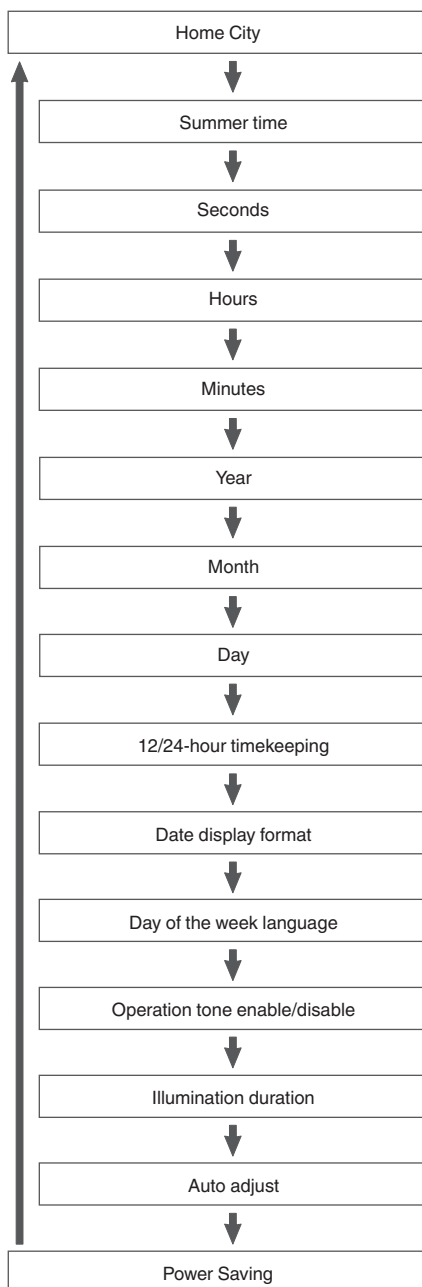 Home City
Summer time
Seconds
Hours
Minutes
Year
Month
Day
12/24-hour timekeeping
Date display format
Day of the week language
Operation tone enable/disable
Illumination duration
Auto adjust
Power Saving